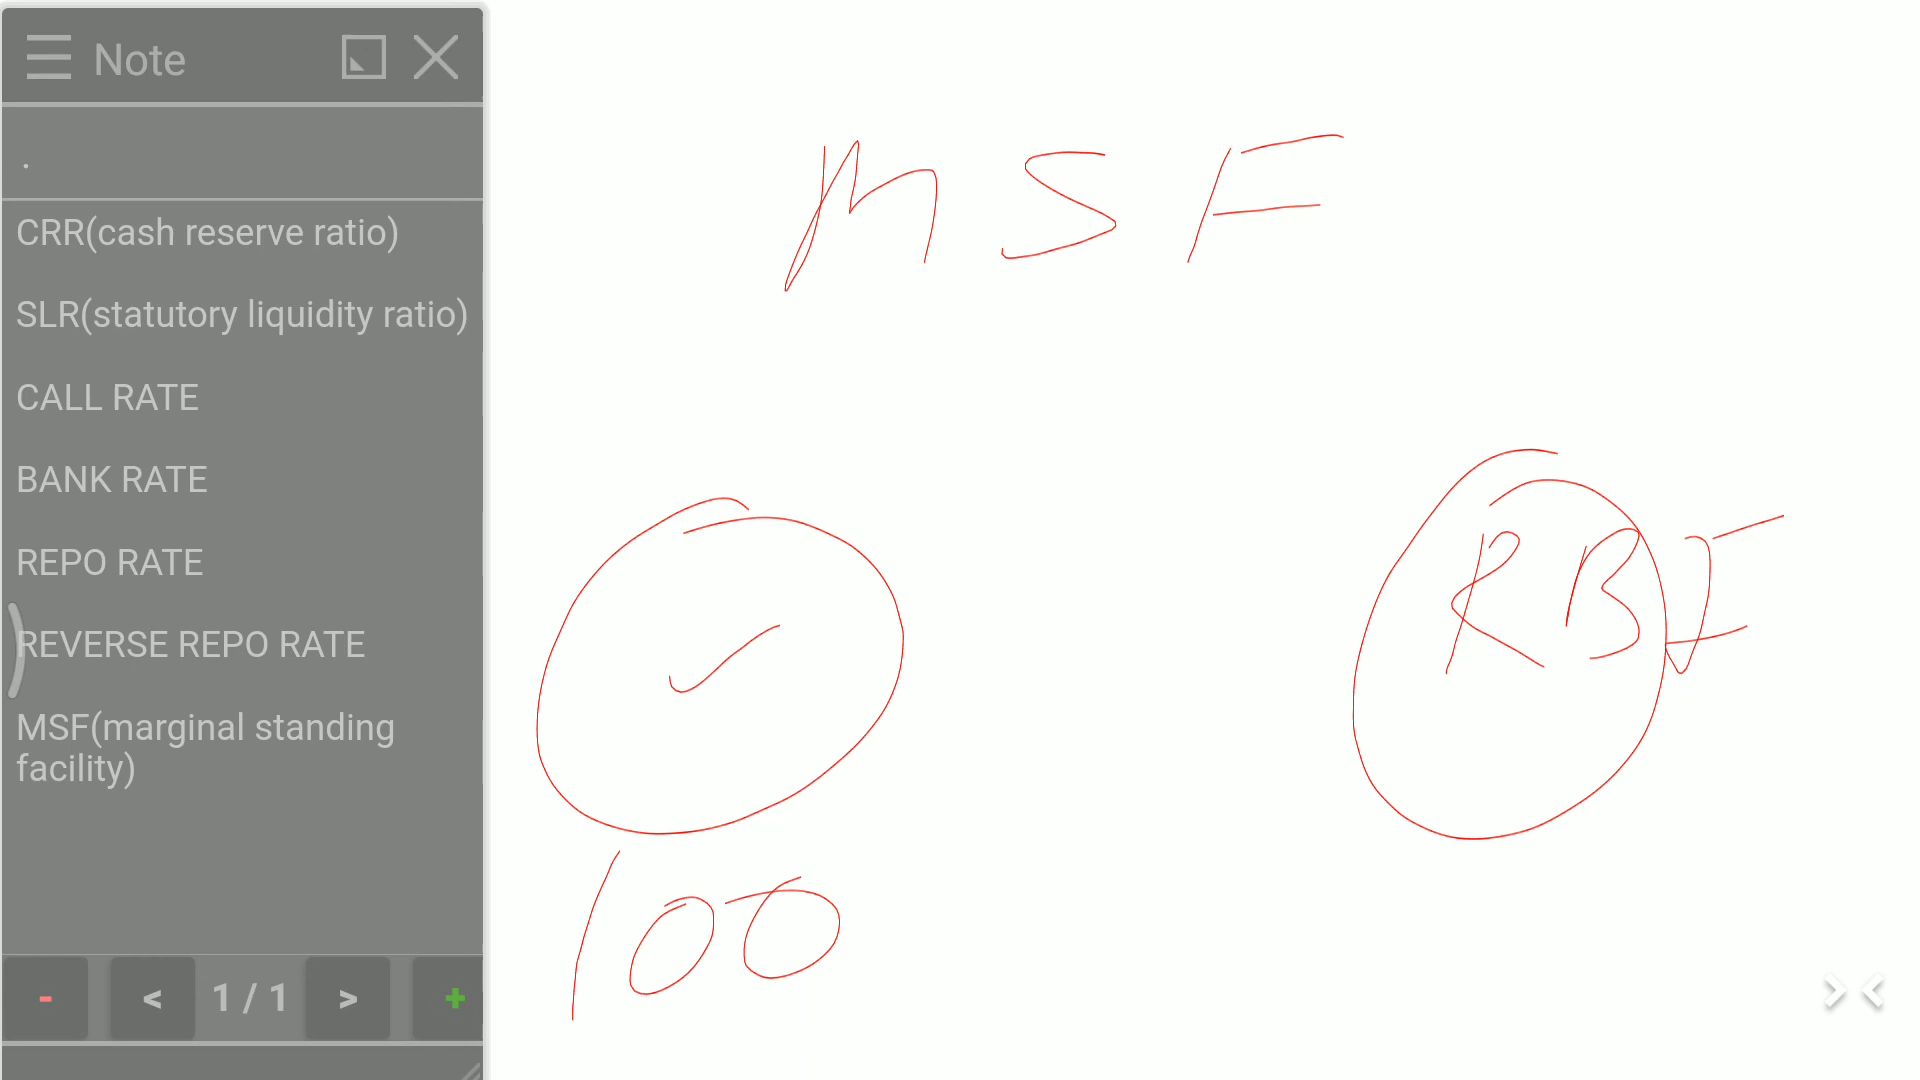 Note
.
CRR(cash reserve ratio)
SLR(statutory liquidity ratio)
CALL RATE
BANK RATE
REPO RATE
REVERSE REPO RATE
MSF(marginal standing
facility)
- < 1 / 1 > +
MSF
RBI
100